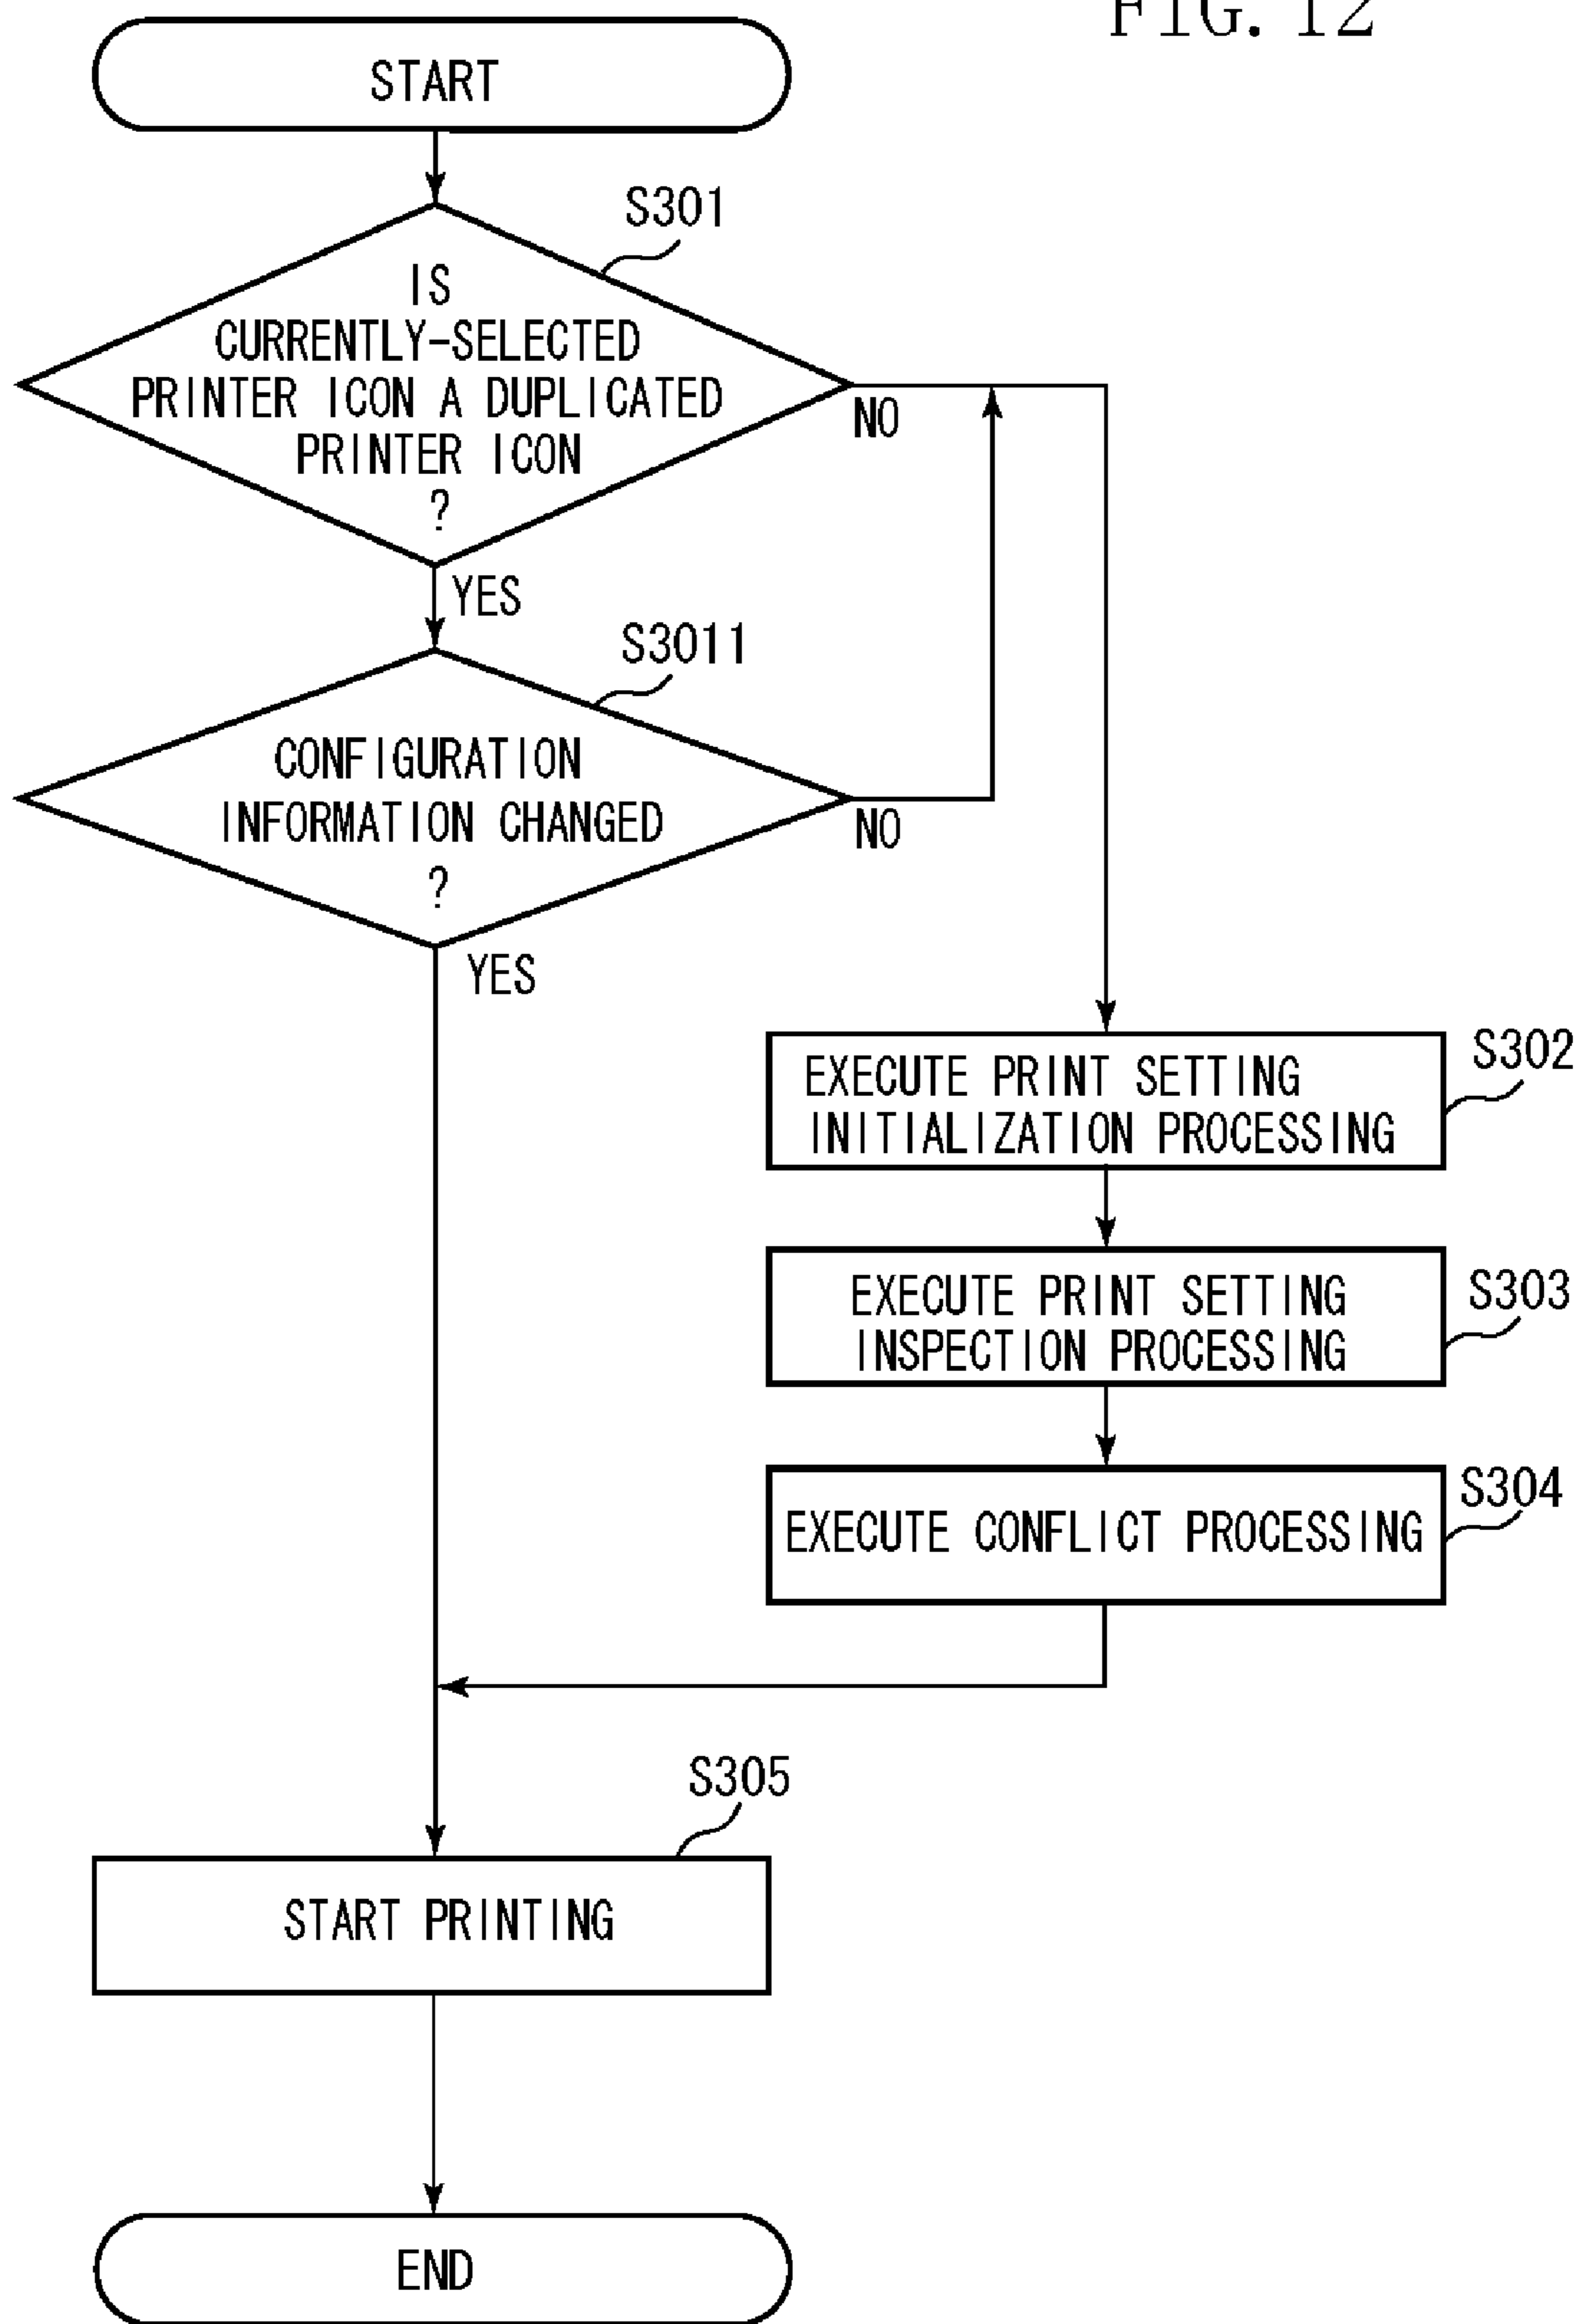 FIG. 12
START
S301
IS
CURRENTLY-SELECTED
PRINTER ICON A DUPLICATED
PRINTER ICON
?
NO
YES
S3011
CONFIGURATION
INFORMATION CHANGED
?
NO
YES
S302
EXECUTE PRINT SETTING
INITIALIZATION PROCESSING
S303
EXECUTE PRINT SETTING
INSPECTION PROCESSING
S304
EXECUTE CONFLICT PROCESSING
S305
START PRINTING
END